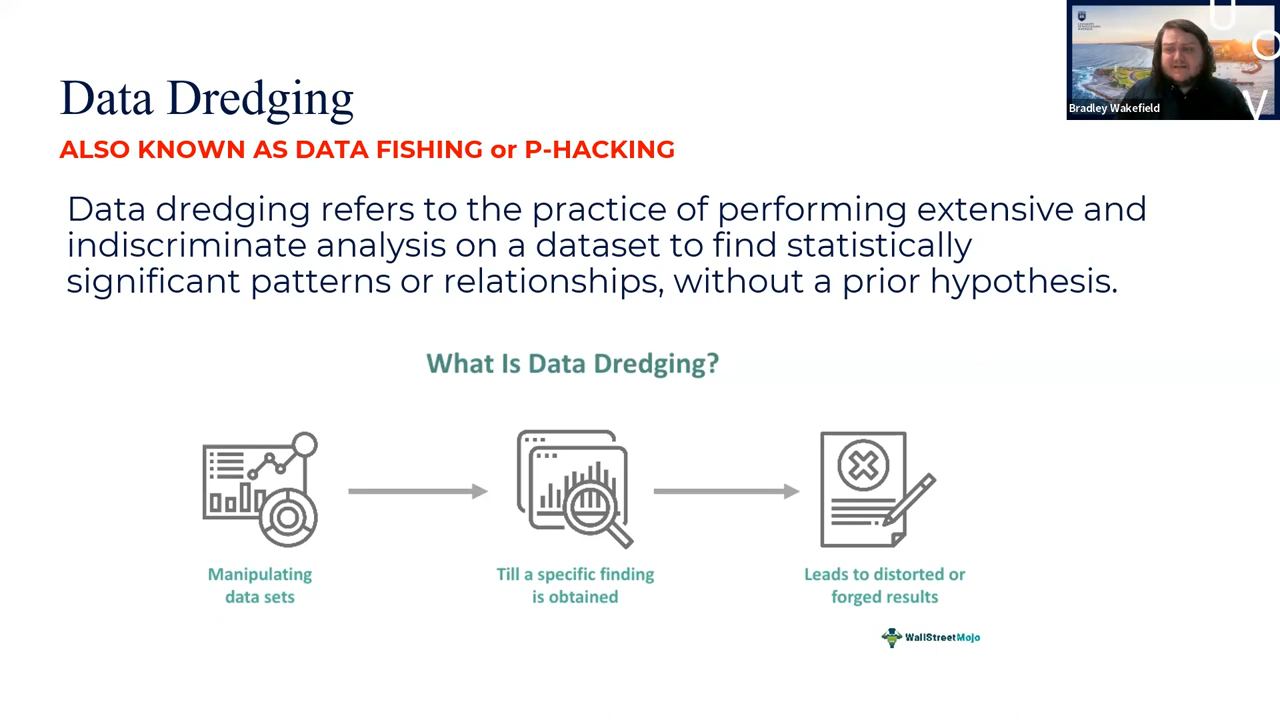 Data Dredging
ALSO KNOWN AS DATA FISHING or P-HACKING
Data dredging refers to the practice of performing extensive and
indiscriminate analysis on a dataset to find statistically
significant patterns or relationships, without a prior hypothesis.
What Is Data Dredging?
Manipulating
data sets
Till a specific finding
is obtained
Leads to distorted or
forged results
WallStreetMojo
Bradley Wakefield
U
O